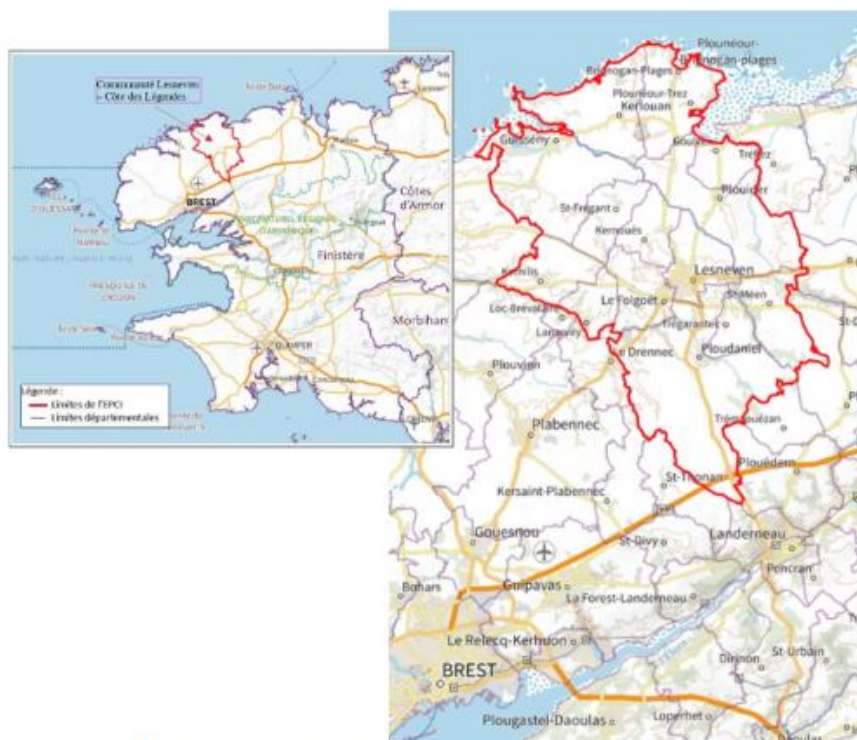 Communauté Lesneven
– Côte des Légendes
BREST
Côtes
d'Armor
Finistère
Morbihan
QUIMPER
Légende :
Limites de l'EPCI
Limites départementales
Plounéour-
Brignogan-plages
Brignogan-Plages
Plounéour-Trez
Kerlouan
Guissény
Goulven
Tréflez
Plouider
St-Frégant
Kernouës
Lesneven
Kernilis
Le Folgoët
St-Méen
Loc-Brévalaire
Lanarvily
Trégarantec
Le Drennec
Ploudaniel
Plouvien
Trémaouézan
Plabennec
Plouédern
St-Thonan
Kersaint-Plabennec
Gouesnou
St-Divy
Landerneau
Pencran
Bohars
Guipavas
La Forest-Landerneau
Le Relecq-Kerhuon
St-Urbain
Dirinon
BREST
Plougastel-Daoulas
Loperhet
Daoulas